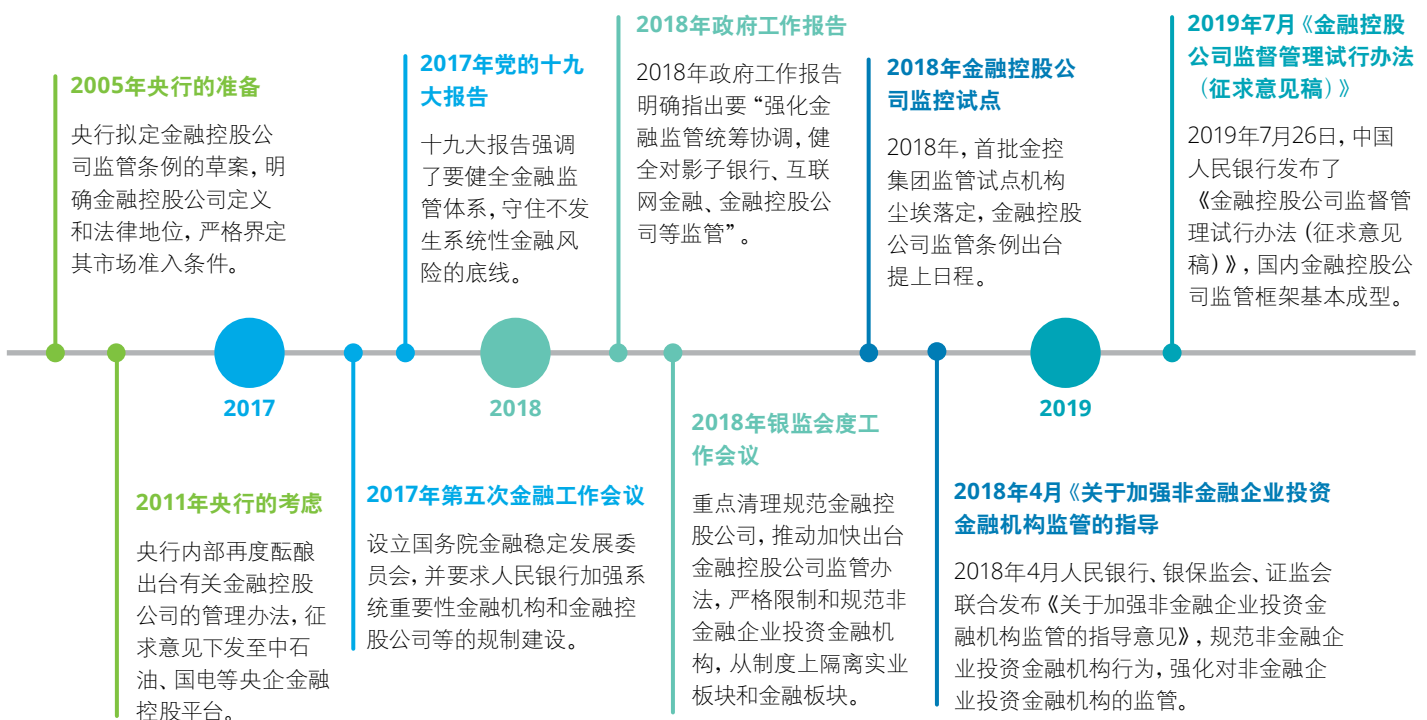 2005年央行的准备
央行拟定金融控股公
司监管条例的草案，明
确金融控股公司定义
和法律地位，严格界定
其市场准入条件。
2017年党的十九
大报告
十九大报告强调
了要健全金融监
管体系，守住不发
生系统性金融风
险的底线。
2018年政府工作报告
2018年政府工作报告
明确指出要“强化金
融监管统筹协调，健
全对影子银行、互联
网金融、金融控股公
司等监管”。
2018年金融控股公
司监控试点
2018年，首批金控
集团监管试点机构
尘埃落定，金融控股
公司监管条例出台
提上日程。
2019年7月《金融控股
公司监督管理试行办法
（征求意见稿）》
2019年7月26日，中国
人民银行发布了
《金融控股公司监督管
理试行办法（征求意见
稿）》，国内金融控股公
司监管框架基本成型。
2017
2018
2019
2011年央行的考虑
央行内部再度酝酿
出台有关金融控股
公司的管理办法，征
求意见下发至中石
油、国电等央企金融
控股平台。
2017年第五次金融工作会议
设立国务院金融稳定发展委
员会，并要求人民银行加强系
统重要性金融机构和金融控
股公司等的规制建设。
2018年银监会度工
作会议
重点清理规范金融控
股公司，推动加快出台
金融控股公司监管办
法，严格限制和规范非
金融企业投资金融机
构，从制度上隔离实业
板块和金融板块。
2018年4月《关于加强非金融企业投资
金融机构监管的指导
2018年4月人民银行、银保监会、证监会
联合发布《关于加强非金融企业投资金
融机构监管的指导意见》，规范非金融企
业投资金融机构行为，强化对非金融企
业投资金融机构的监管。